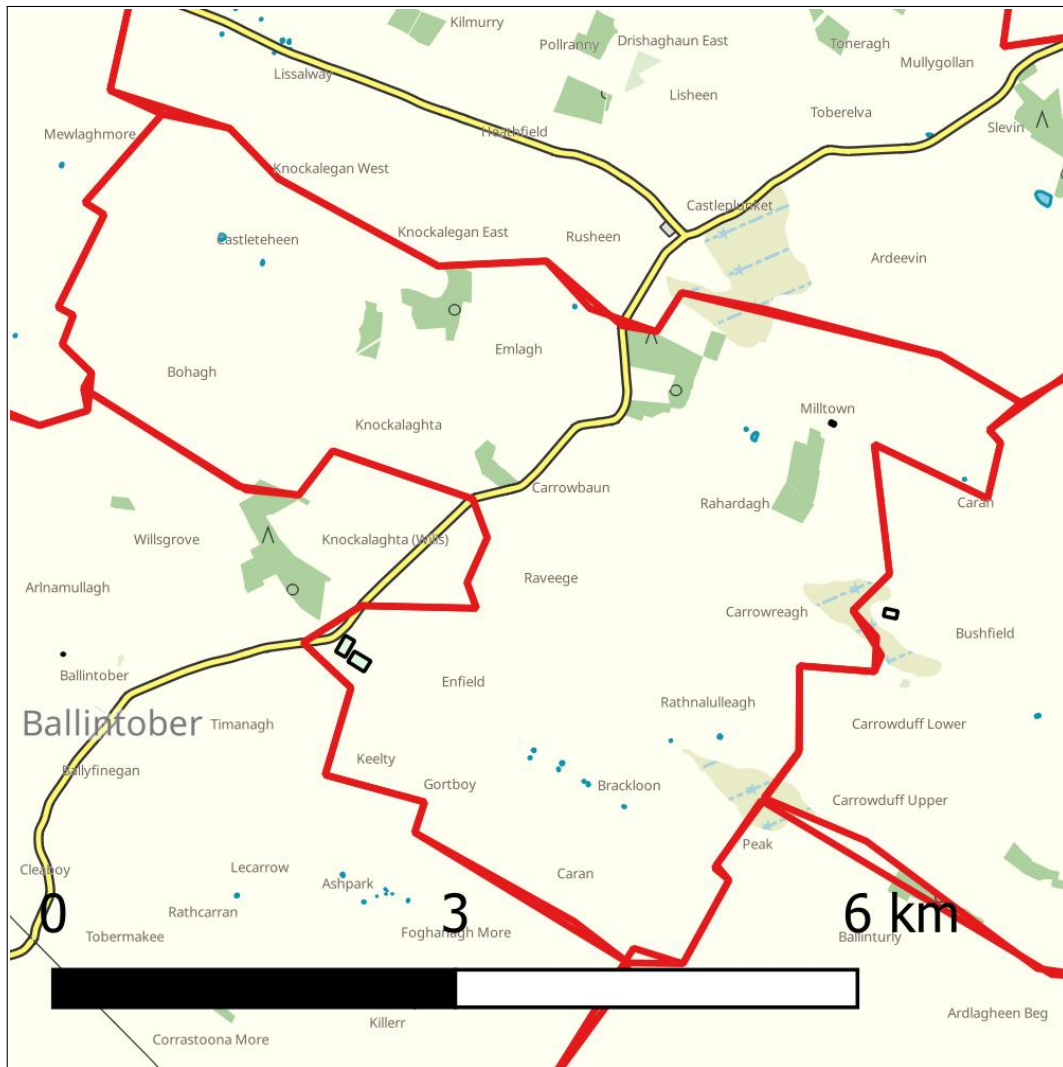 Kilmurry
Pollranny
Drishaghaun East
Toneragh
Mullygollan
Lissalway
Lisheen
Toberelva
Mewlaghmore
Heathfield
Slevin
Knockalegan West
Castleplunket
Castleteheen
Knockalegan East
Rusheen
Ardeevin
Emlagh
Bohagh
Milltown
Knockalaghta
Carrowbaun
Rahardagh
Caran
Willsgrove
Knockalaghta (Wills)
Arlnamullagh
Raveege
Carrowreagh
Bushfield
Ballintober
Enfield
Rathnalulleagh
Ballintober
Timanagh
Carrowduff Lower
Keelty
Ballyfinegan
Gortboy
Brackloon
Carrowduff Upper
Peak
Cleaboy
Lecarrow
Ashpark
Caran
Rathcarran
0 3 6 km
Tobermakee
Foghanagh More
Ballinturly
Killerr
Ardlagheen Beg
Corrastoona More